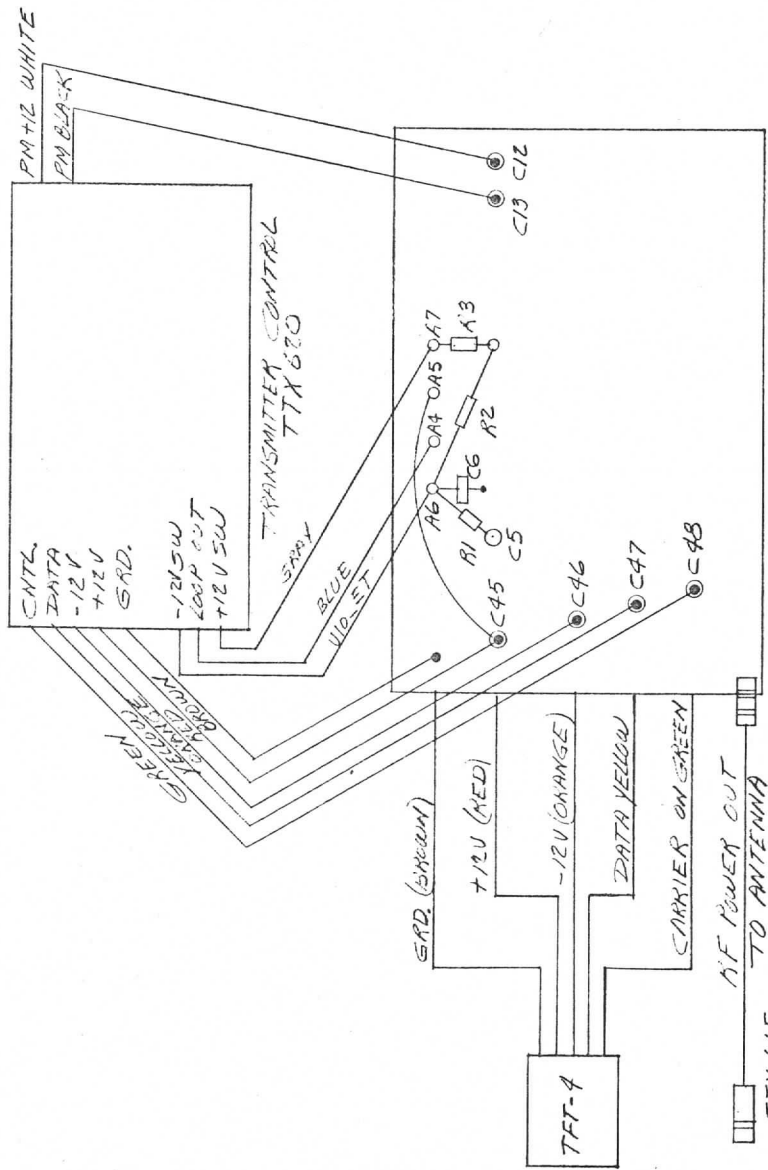 PM +12 WHITE
PM BLACK
TRANSMITTER CONTROL
TTX 620
CNTL.
DATA
-12V
+12V
GRD.
-12V SW
LOOP OUT
+12V SW
GRAY
BLUE
VIOLET
GREEN
YELLOW
ORANGE
RED
BROWN
C12
C13
A7
R3
A5
A4
R2
A6
C6
R1
C5
C45
C46
C47
C48
GRD. (BROWN)
+12V (RED)
-12V (ORANGE)
DATA YELLOW
CARRIER ON GREEN
TFT-4
RF POWER OUT
TO ANTENNA